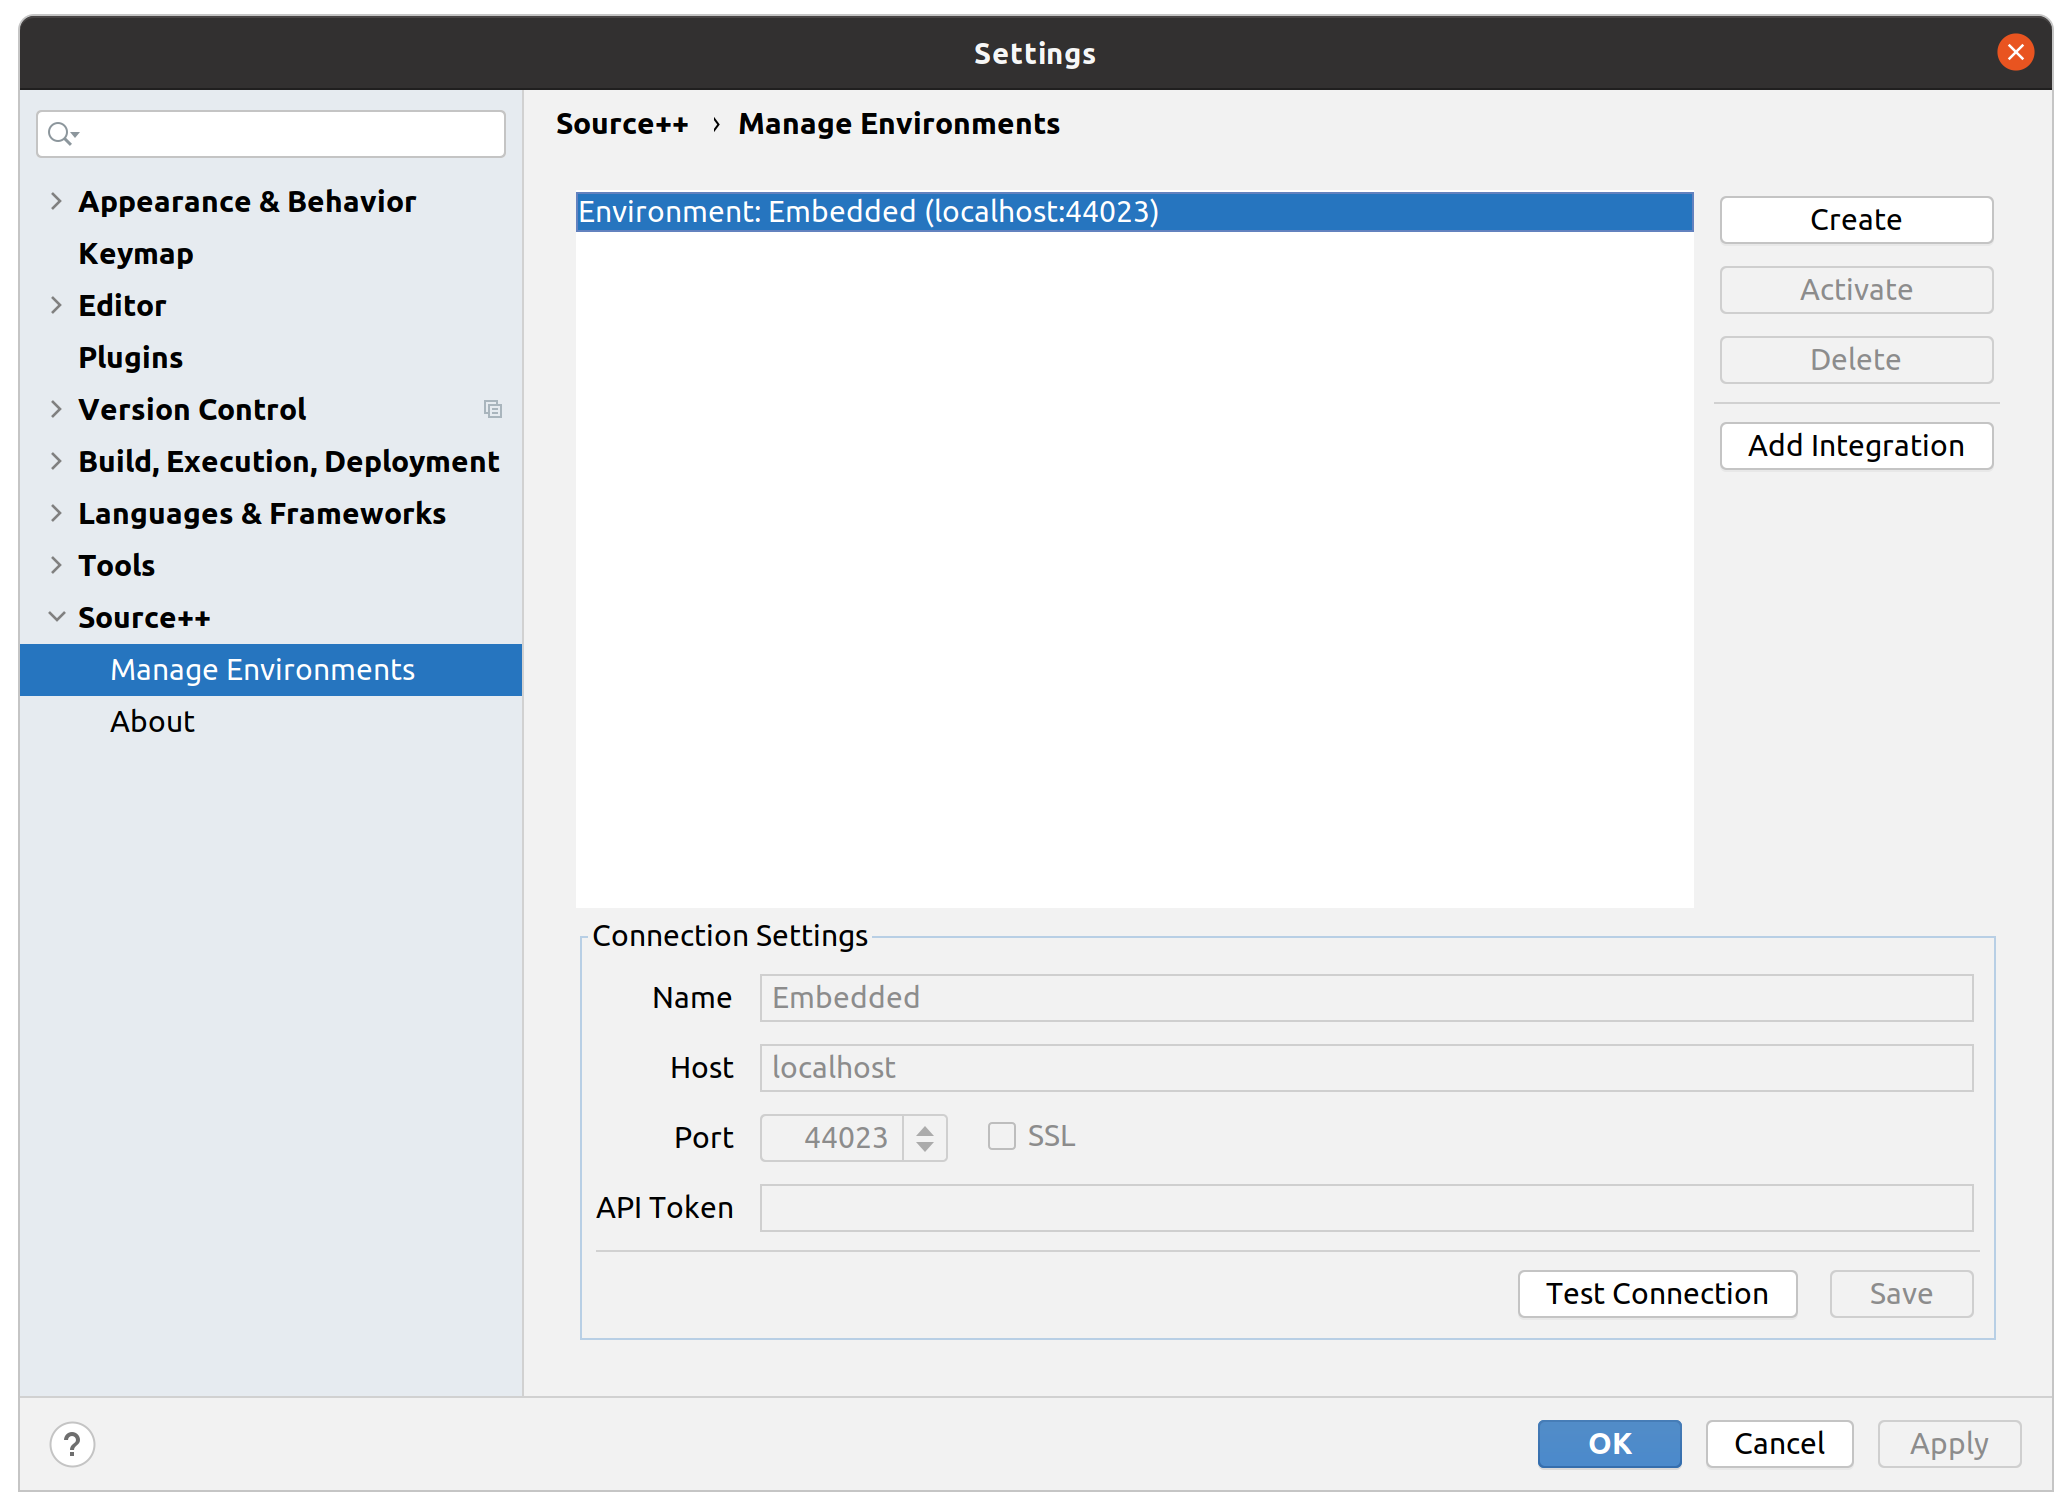 Settings
Appearance & Behavior
Keymap
Editor
Plugins
Version Control
Build, Execution, Deployment
Languages & Frameworks
Tools
Source++
Manage Environments
About
Source++ › Manage Environments
Environment: Embedded (localhost:44023)
Create
Activate
Delete
Add Integration
Connection Settings
Name Embedded
Host localhost
Port 44023 SSL
API Token
Test Connection Save
? OK Cancel Apply